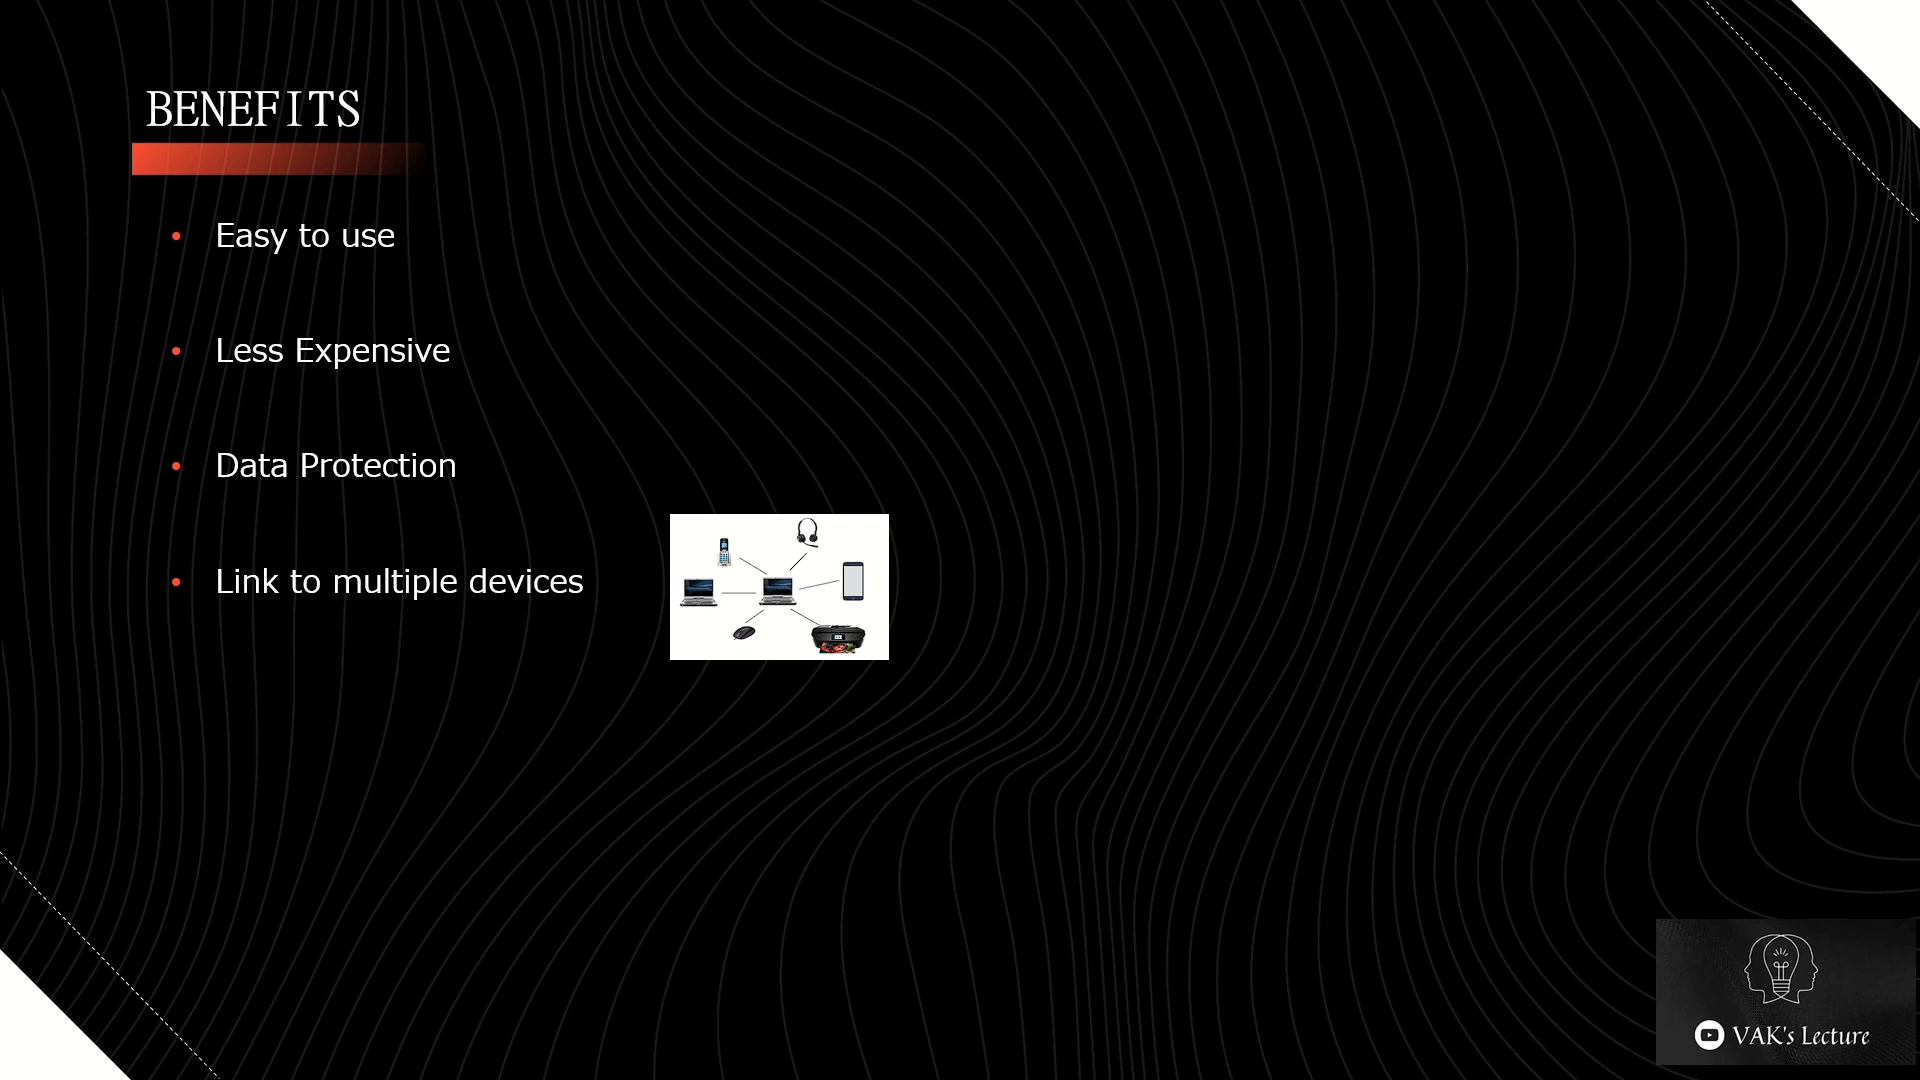 BENEFITS
• Easy to use
• Less Expensive
• Data Protection
• Link to multiple devices
VAK's Lecture